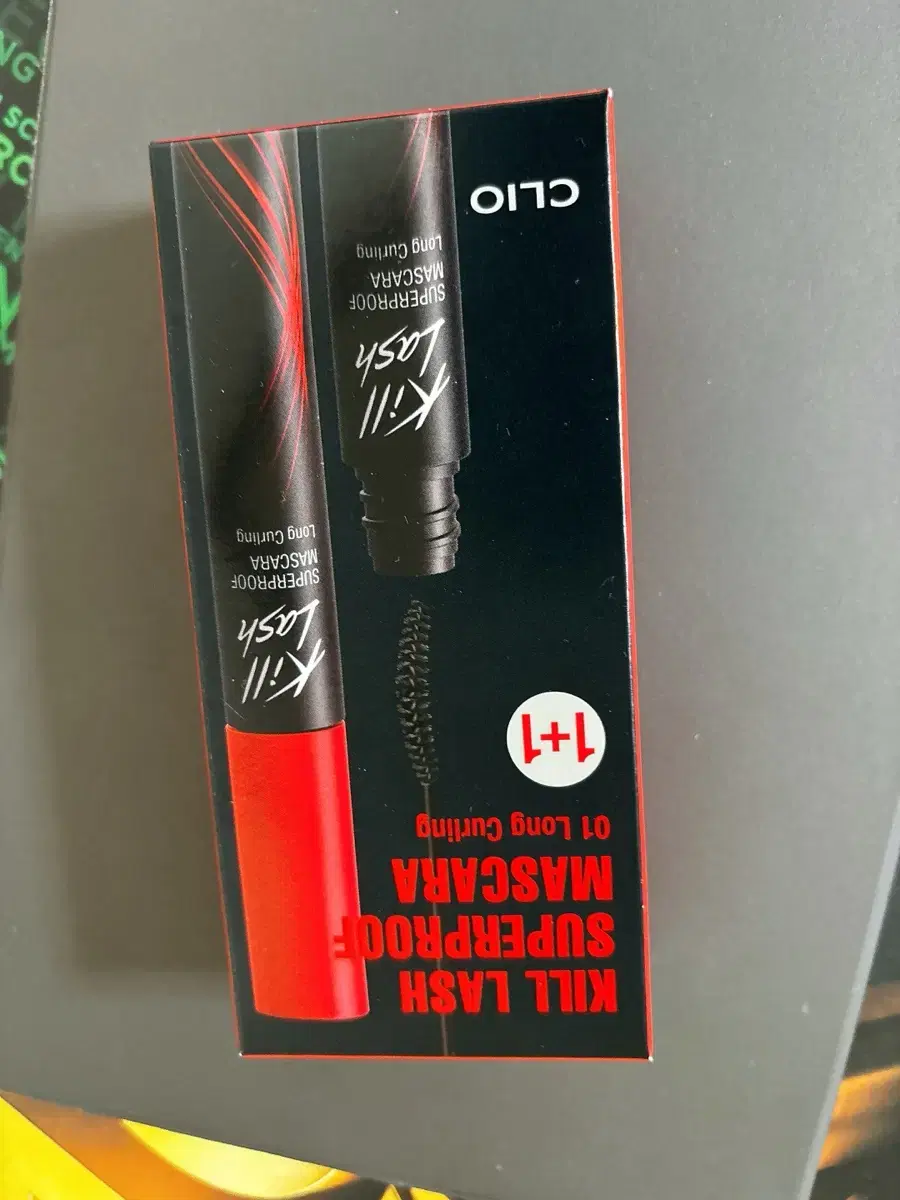 KILL LASH
SUPERPROOF
MASCARA
01 Long Curling
1+1
Kill
Lash
SUPERPROOF
MASCARA
Long Curling
Kill
Lash
SUPERPROOF
MASCARA
Long Curling
CLIO
NG